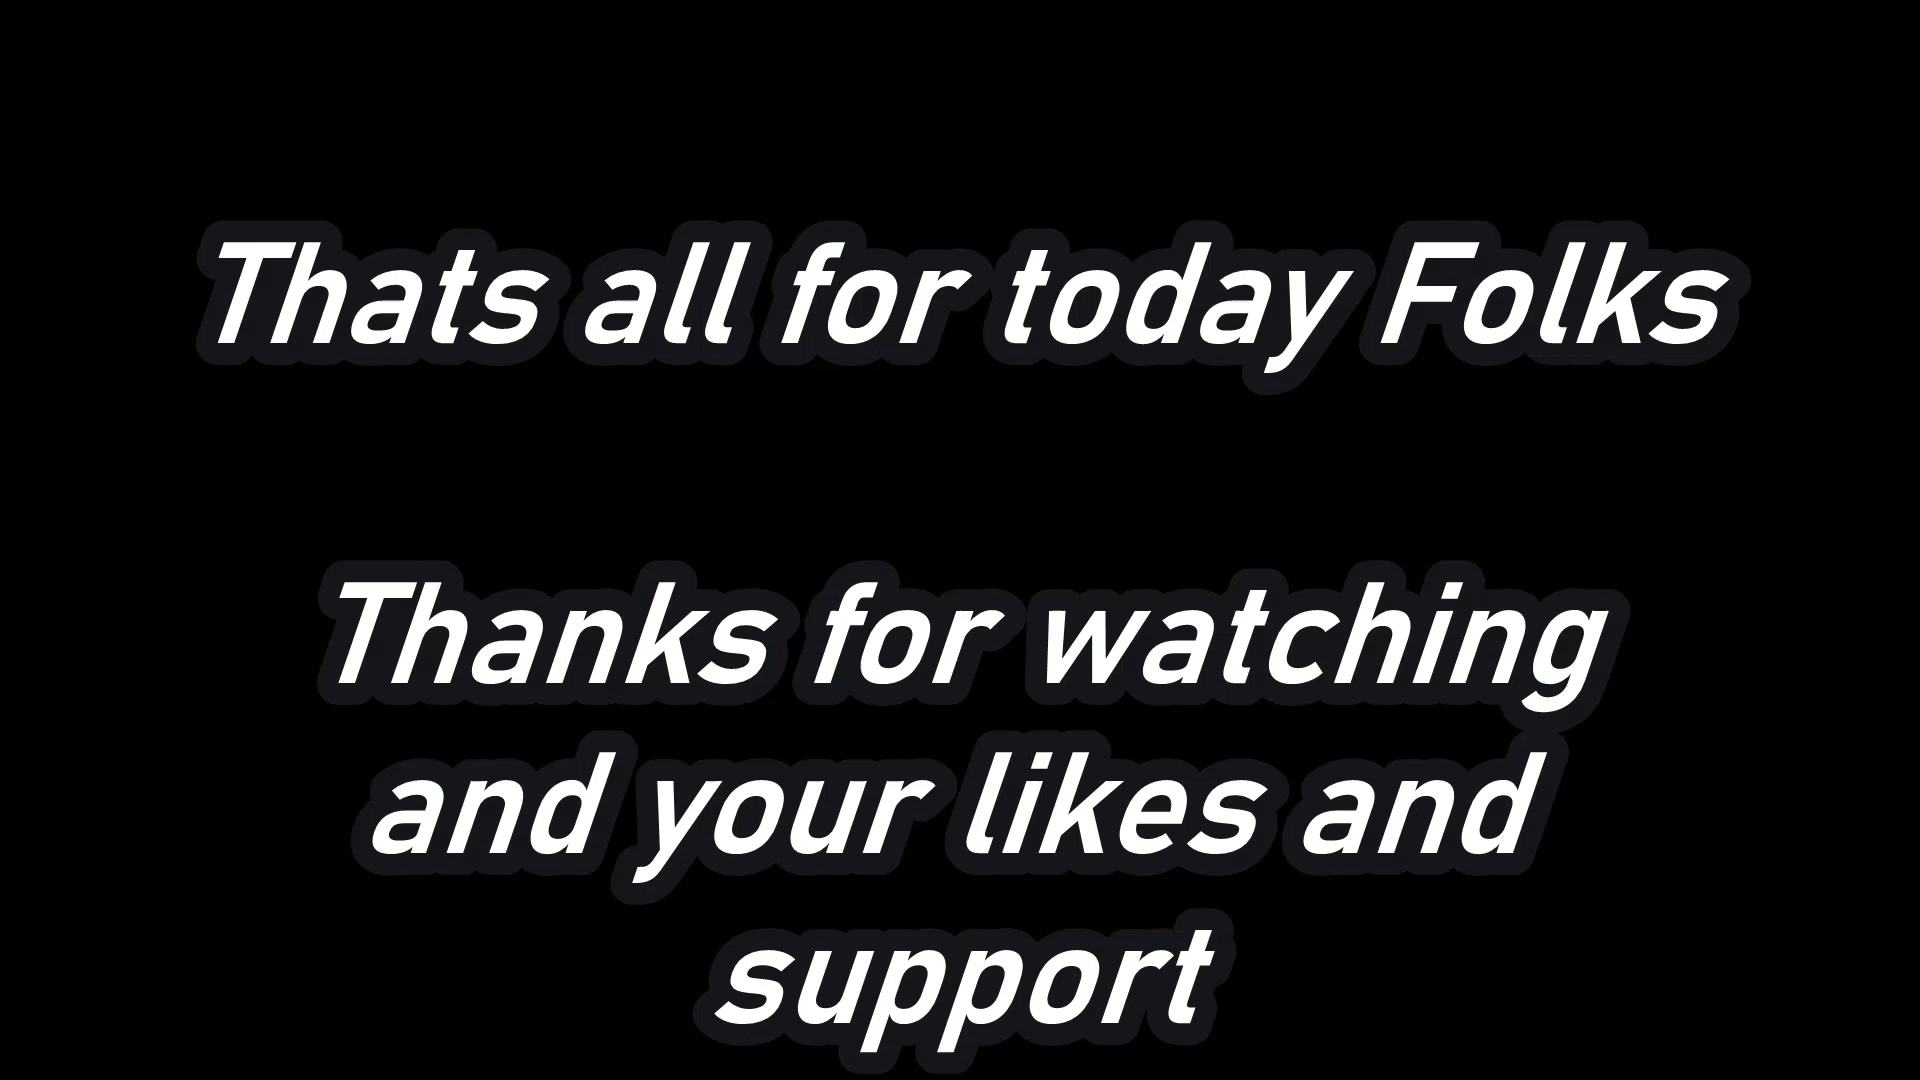 Thats all for today Folks
Thanks for watching
and your likes and
support